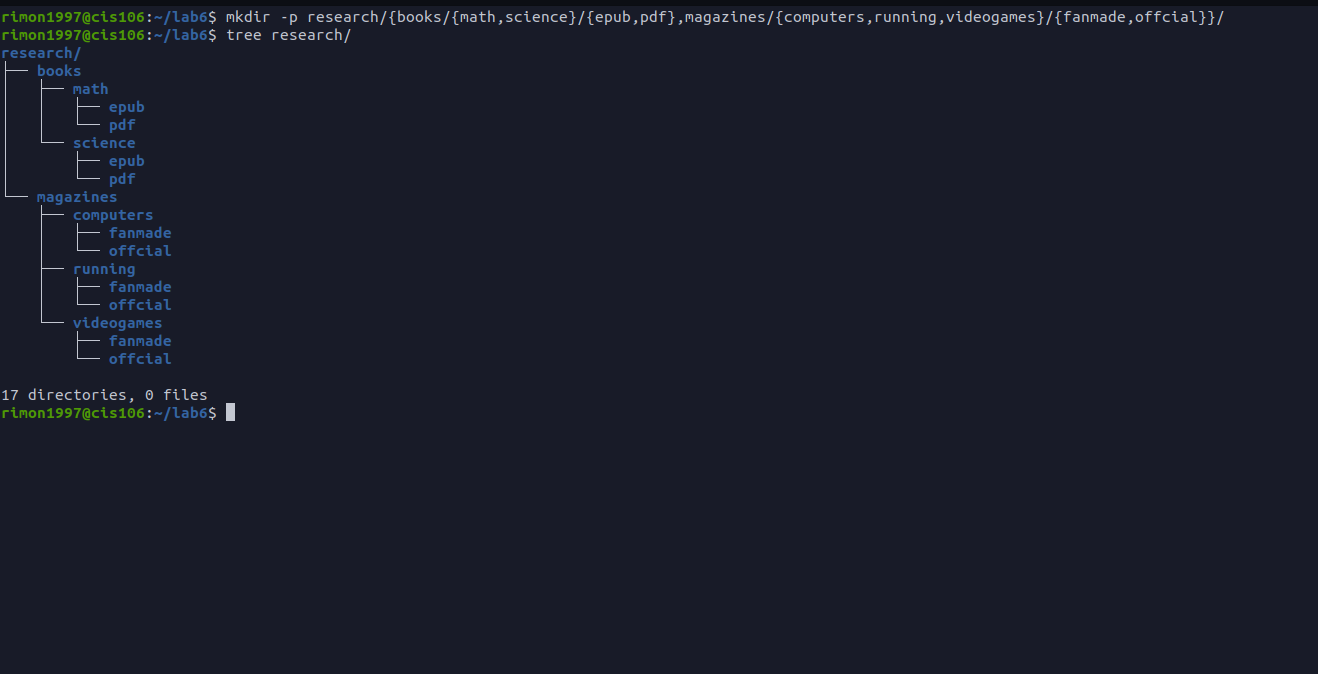 rimon1997@cis106:~/lab6$ mkdir -p research/{books/{math,science}/{epub,pdf},magazines/{computers,running,videogames}/{fanmade,offcial}}/
rimon1997@cis106:~/lab6$ tree research/
research/
├── books
│   ├── math
│   │   ├── epub
│   │   └── pdf
│   └── science
│       ├── epub
│       └── pdf
└── magazines
    ├── computers
    │   ├── fanmade
    │   └── offcial
    ├── running
    │   ├── fanmade
    │   └── offcial
    └── videogames
        ├── fanmade
        └── offcial
17 directories, 0 files
rimon1997@cis106:~/lab6$